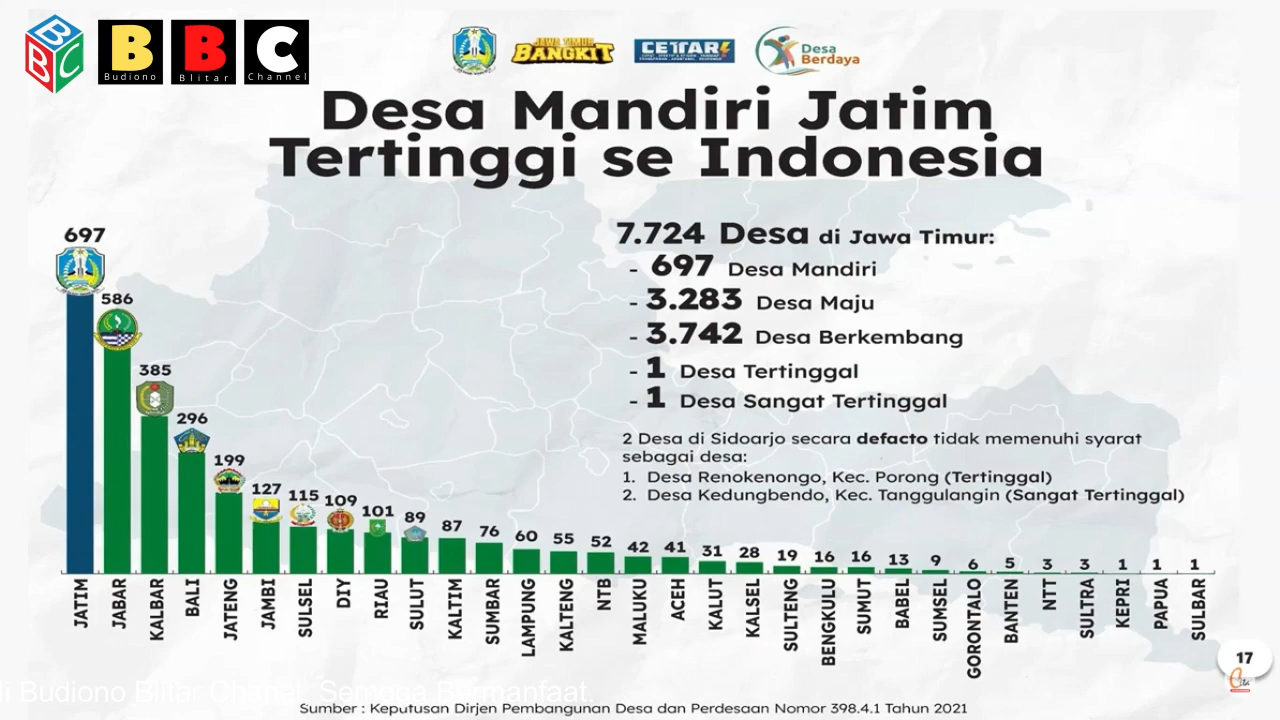 B B C
Budiono Blitar Channel
JAWA TIMUR
BANGKIT
CETTAR
Desa
Berdaya
Desa Mandiri Jatim
Tertinggi se Indonesia
7.724 Desa di Jawa Timur:
- 697 Desa Mandiri
- 3.283 Desa Maju
- 3.742 Desa Berkembang
- 1 Desa Tertinggal
- 1 Desa Sangat Tertinggal
2 Desa di Sidoarjo secara defacto tidak memenuhi syarat
sebagai desa:
1. Desa Renokenongo, Kec. Porong (Tertinggal)
2. Desa Kedungbendo, Kec. Tanggulangin (Sangat Tertinggal)
697 586 385 296 199 127 115 109 101 89 87 76 60 55 52 42 41 31 28 19 16 16 13 9 6 5 3 3 1 1 1
JATIM JABAR KALBAR BALI JATENG JAMBI SULSEL DIY RIAU SULUT KALTIM SUMBAR LAMPUNG KALTENG NTB MALUKU ACEH KALUT KALSEL SULTENG BENGKULU SUMUT BABEL SUMSEL GORONTALO BANTEN NTT SULTRA KEPRI PAPUA SULBAR
17
di Budiono Blitar Chanel. Semoga Barmanfaat.
Sumber : Keputusan Dirjen Pembangunan Desa dan Perdesaan Nomor 398.4.1 Tahun 2021